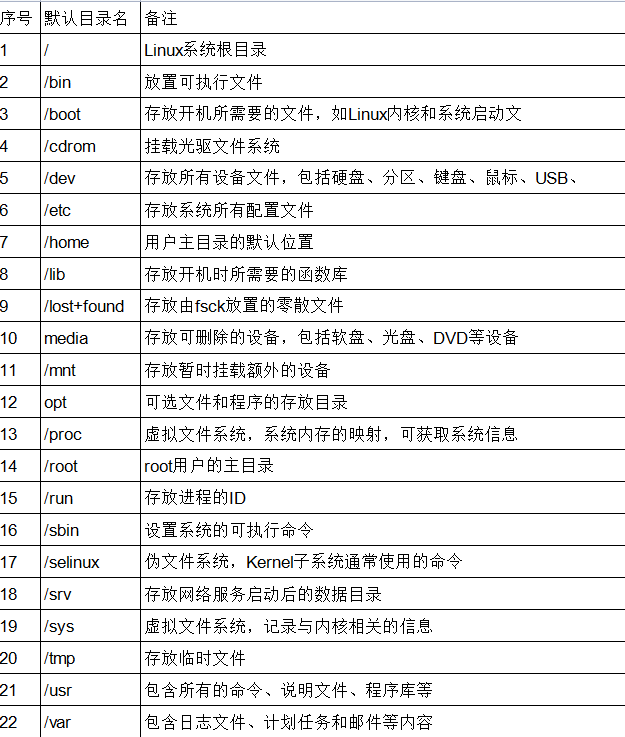 序号 默认目录名 备注
1 / Linux系统根目录
2 /bin 放置可执行文件
3 /boot 存放开机所需要的文件，如Linux内核和系统启动文
4 /cdrom 挂载光驱文件系统
5 /dev 存放所有设备文件，包括硬盘、分区、键盘、鼠标、USB、
6 /etc 存放系统所有配置文件
7 /home 用户主目录的默认位置
8 /lib 存放开机时所需要的函数库
9 /lost+found 存放由fsck放置的零散文件
10 media 存放可删除的设备，包括软盘、光盘、DVD等设备
11 /mnt 存放暂时挂载额外的设备
12 opt 可选文件和程序的存放目录
13 /proc 虚拟文件系统，系统内存的映射，可获取系统信息
14 /root root用户的主目录
15 /run 存放进程的ID
16 /sbin 设置系统的可执行命令
17 /selinux 伪文件系统，Kernel子系统通常使用的命令
18 /srv 存放网络服务启动后的数据目录
19 /sys 虚拟文件系统，记录与内核相关的信息
20 /tmp 存放临时文件
21 /usr 包含所有的命令、说明文件、程序库等
22 /var 包含日志文件、计划任务和邮件等内容